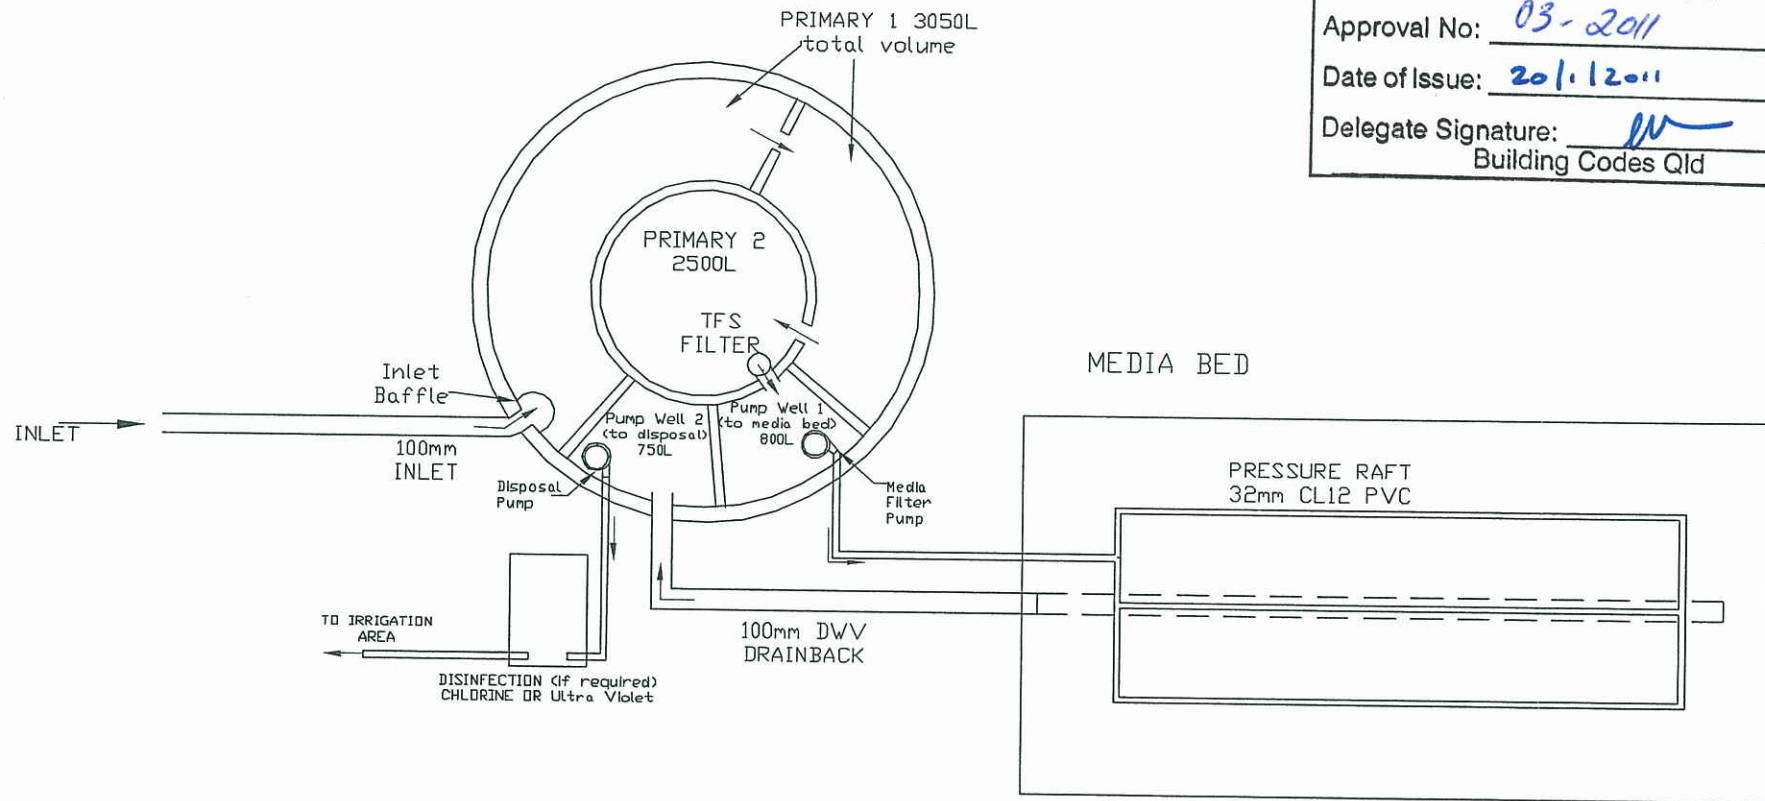 PRIMARY 1 3050L
total volume
Approval No: 03-2011
Date of Issue: 20/1/2011
Delegate Signature:
Building Codes Qld
PRIMARY 2
2500L
TFS
FILTER
MEDIA BED
Inlet
Baffle
INLET
100mm
INLET
Pump Well 2
(to disposal)
750L
Pump Well 1
(to media bed)
800L
Disposal
Pump
Media
Filter
Pump
PRESSURE RAFT
32mm CL12 PVC
TO IRRIGATION
AREA
100mm DWV
DRAINBACK
DISINFECTION (if required)
CHLORINE OR Ultra Violet